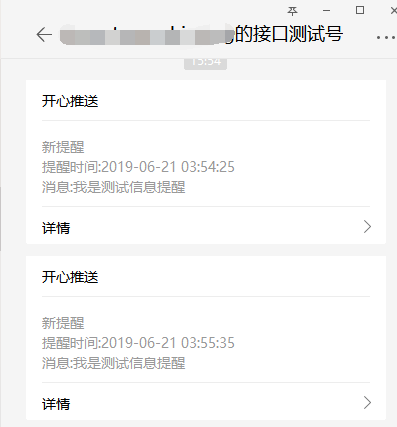 的接口测试号
15:54
开心推送
新提醒
提醒时间:2019-06-21 03:54:25
消息:我是测试信息提醒
详情
开心推送
新提醒
提醒时间:2019-06-21 03:55:35
消息:我是测试信息提醒
详情